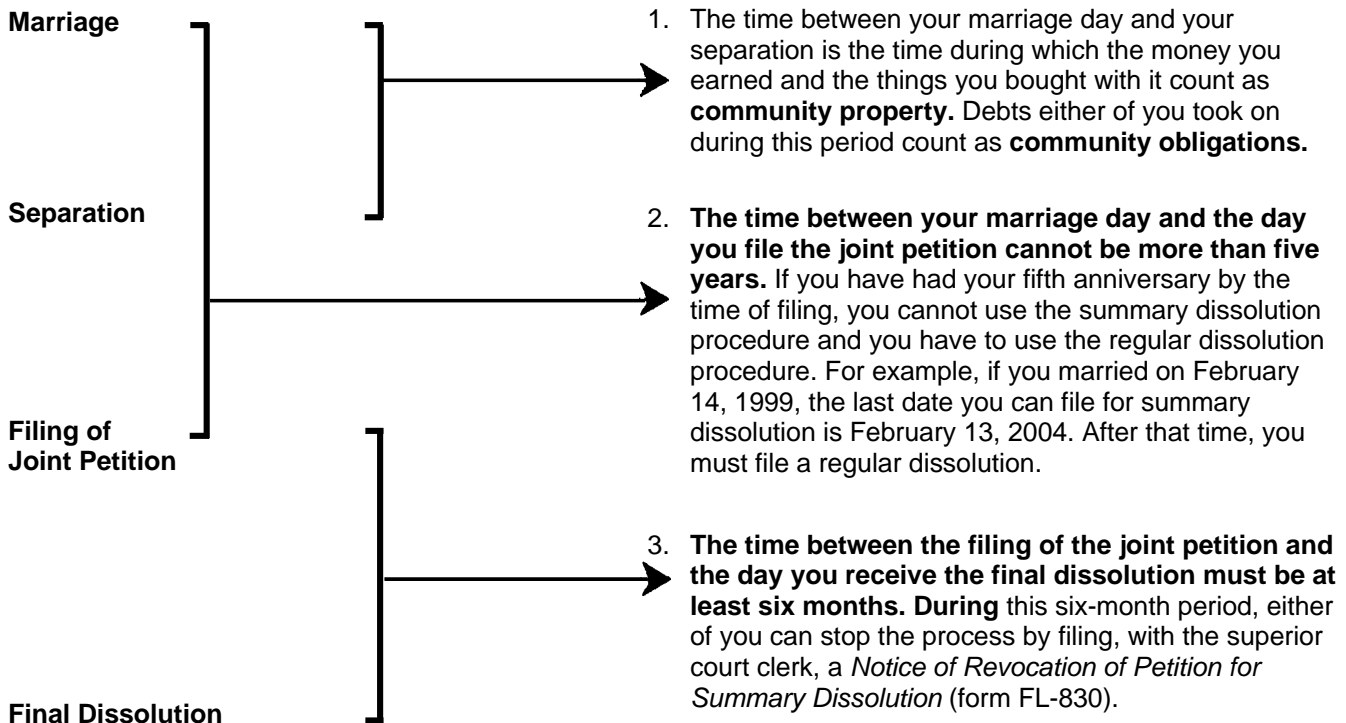 Marriage
1. The time between your marriage day and your
separation is the time during which the money you
earned and the things you bought with it count as
community property. Debts either of you took on
during this period count as community obligations.
Separation
2. The time between your marriage day and the day
you file the joint petition cannot be more than five
years. If you have had your fifth anniversary by the
time of filing, you cannot use the summary dissolution
procedure and you have to use the regular dissolution
procedure. For example, if you married on February
14, 1999, the last date you can file for summary
dissolution is February 13, 2004. After that time, you
must file a regular dissolution.
Filing of
Joint Petition
3. The time between the filing of the joint petition and
the day you receive the final dissolution must be at
least six months. During this six-month period, either
of you can stop the process by filing, with the superior
court clerk, a Notice of Revocation of Petition for
Summary Dissolution (form FL-830).
Final Dissolution